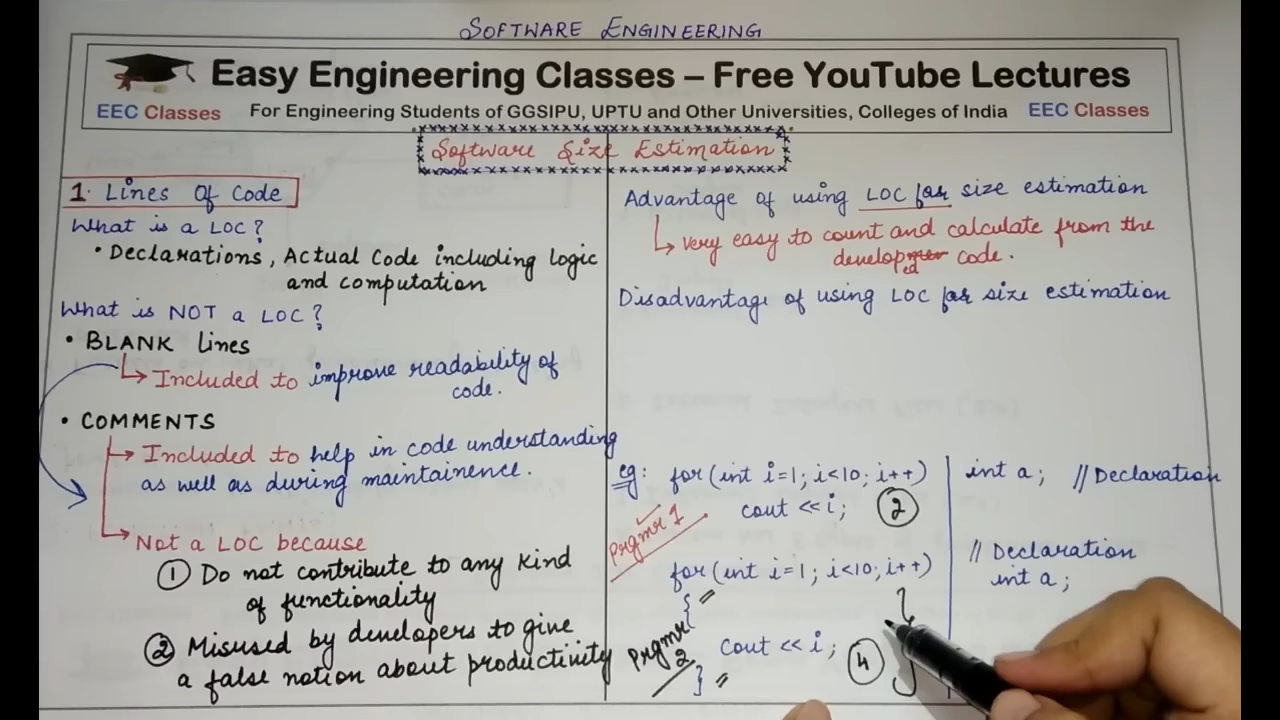 SOFTWARE ENGINEERING
Easy Engineering Classes – Free YouTube Lectures
EEC Classes For Engineering Students of GGSIPU, UPTU and Other Universities, Colleges of India EEC Classes
Software Size Estimation
1. Lines Of Code
What is a LOC?
• Declarations, Actual Code including logic
and computation
What is NOT a LOC?
• BLANK lines
Included to improve readability of
code.
• COMMENTS
Included to help in code understanding
as well as during maintainence.
Not a LOC because
① Do not contribute to any kind
of functionality
② Misused by developers to give
a false notion about productivity
Advantage of using LOC for size estimation
very easy to count and calculate from the
developed code.
Disadvantage of using LOC for size estimation
eg: for(int i=1; i<10; i++)
cout << i; ②
Prgmr 1
for(int i=1; i<10; i++)
{
cout << i; ④
}
Prgmr 2
int a; // Declaration
// Declaration
int a;